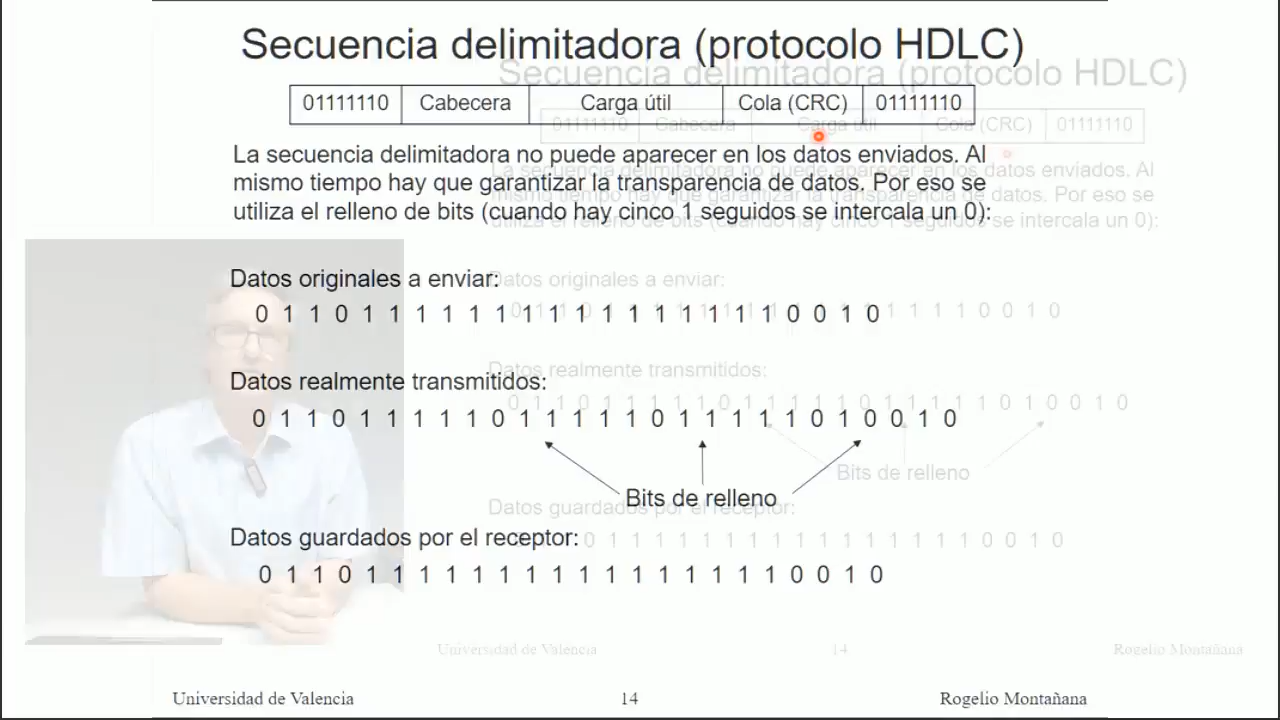 Secuencia delimitadora (protocolo HDLC)
01111110 Cabecera Carga útil Cola (CRC) 01111110
La secuencia delimitadora no puede aparecer en los datos enviados. Al
mismo tiempo hay que garantizar la transparencia de datos. Por eso se
utiliza el relleno de bits (cuando hay cinco 1 seguidos se intercala un 0):
Datos originales a enviar:
0 1 1 0 1 1 1 1 1 1 1 1 1 1 1 1 1 1 1 1 0 0 1 0
Datos realmente transmitidos:
0 1 1 0 1 1 1 1 1 0 1 1 1 1 1 0 1 1 1 1 1 0 1 0 0 1 0
Bits de relleno
Datos guardados por el receptor:
0 1 1 0 1 1 1 1 1 1 1 1 1 1 1 1 1 1 1 1 0 0 1 0
Universidad de Valencia 14 Rogelio Montañana